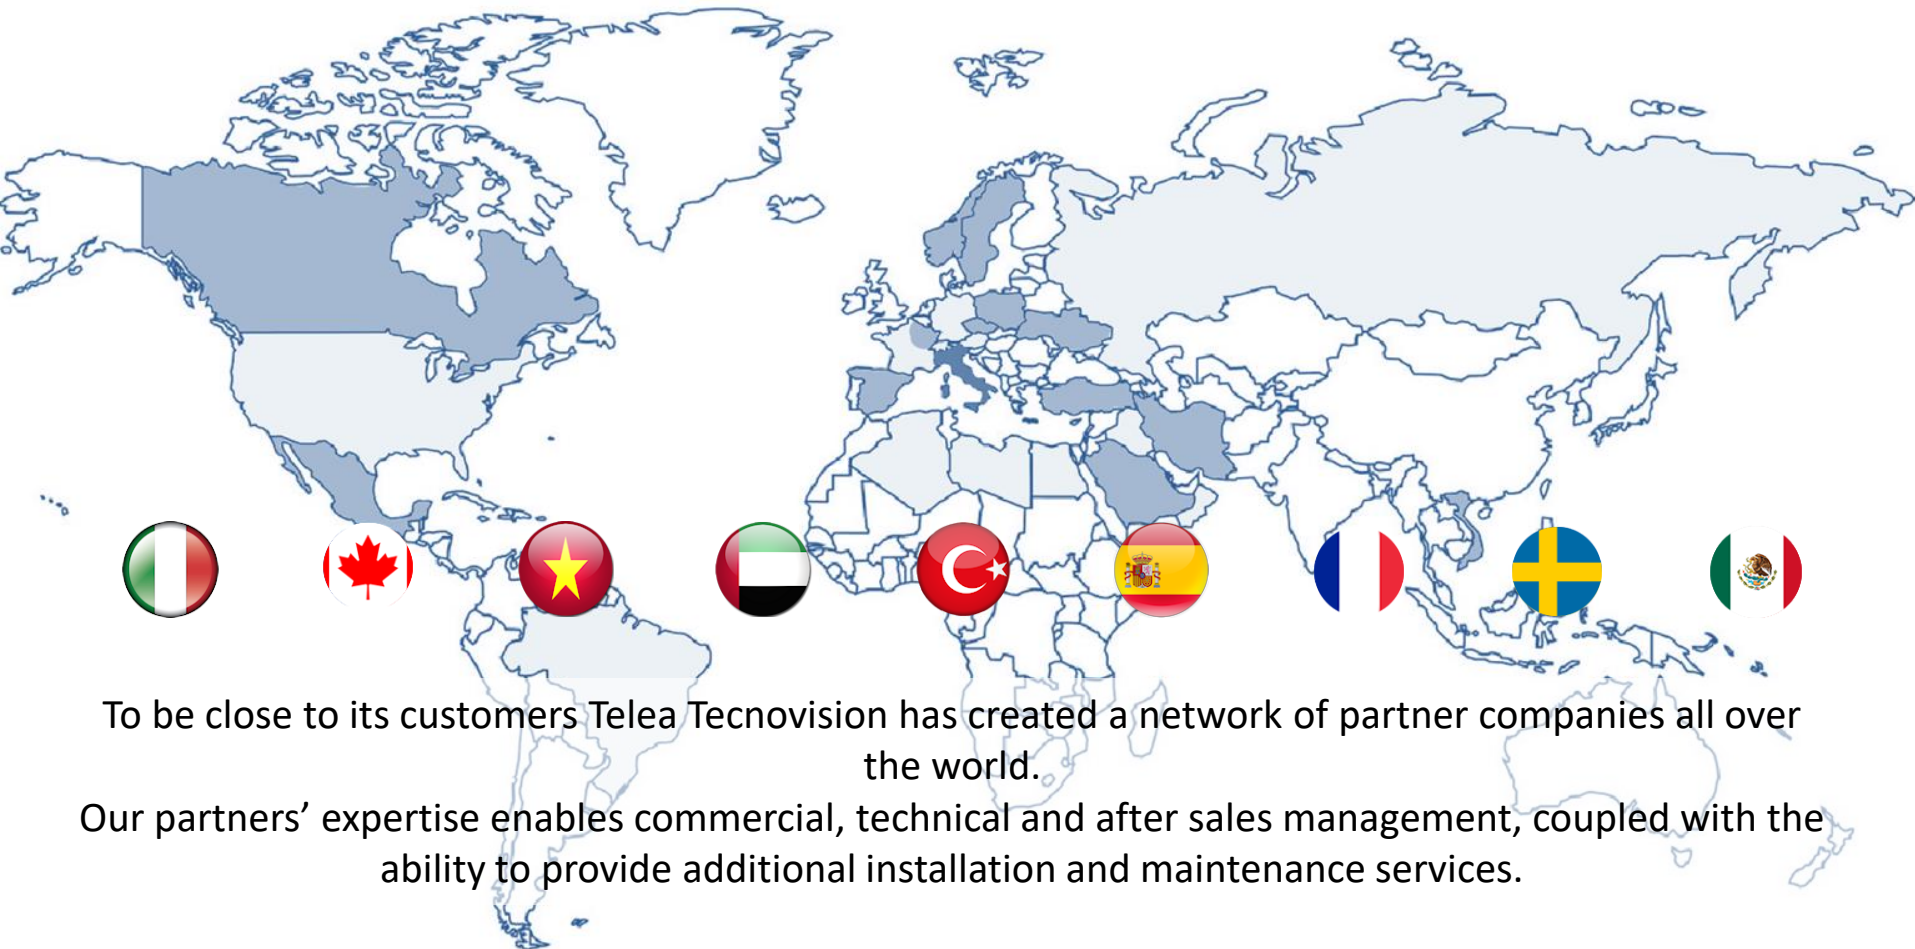 To be close to its customers Telea Tecnovision has created a network of partner companies all over
the world.
Our partners’ expertise enables commercial, technical and after sales management, coupled with the
ability to provide additional installation and maintenance services.